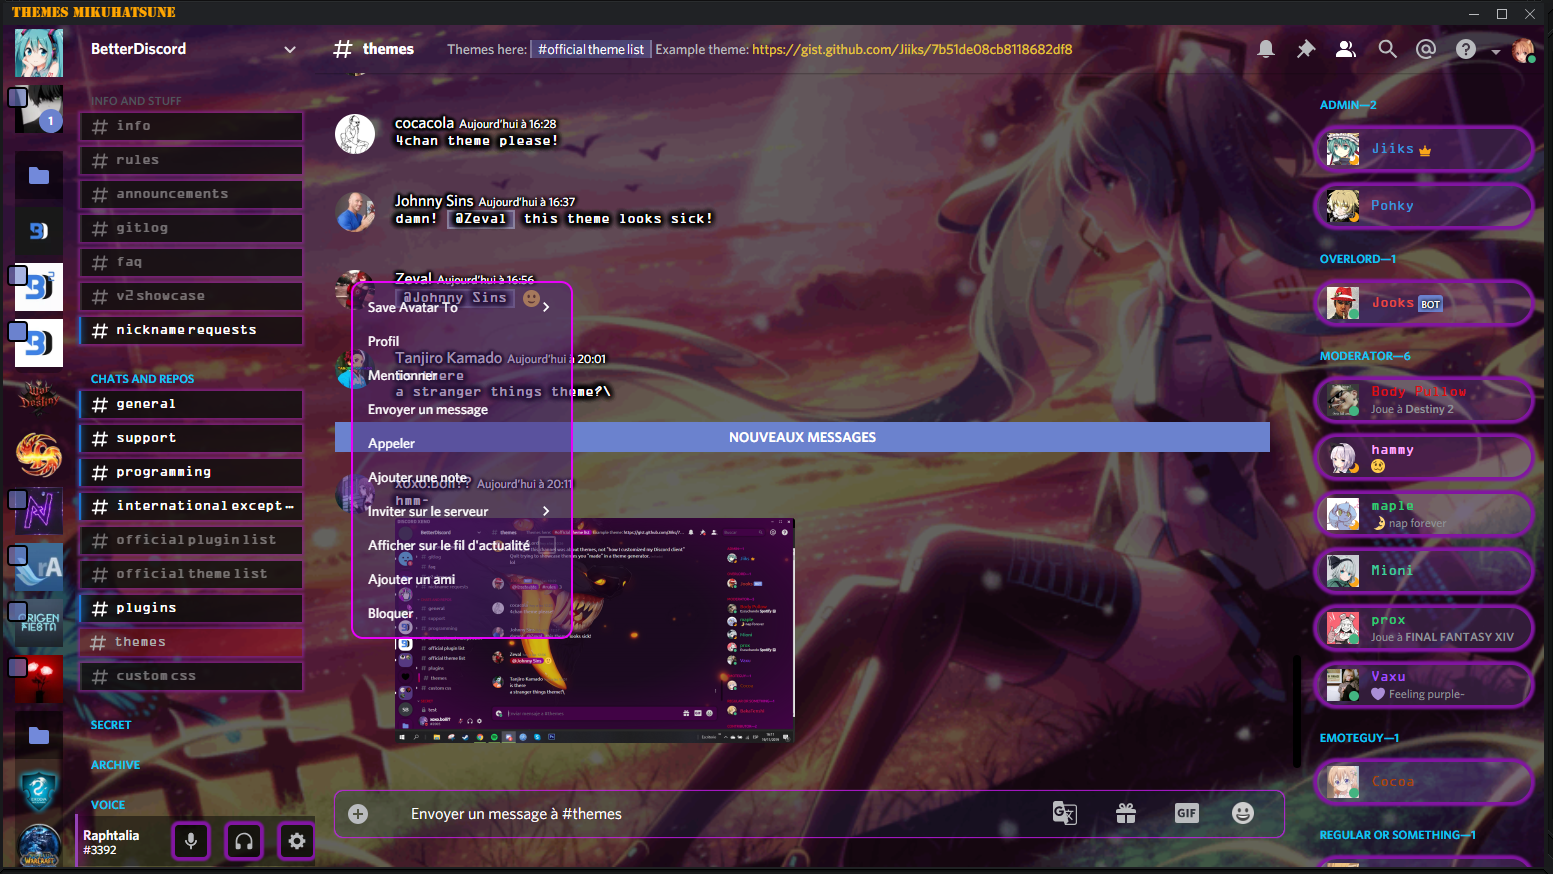 THEMES MIKUHATSUNE
BetterDiscord
# themes
Themes here: #official theme list Example theme: https://gist.github.com/Jiiks/7b51de08cb8118682df8
1
INFO AND STUFF
# info
# rules
# announcements
# gitlog
# faq
# v2 showcase
# nickname requests
CHATS AND REPOS
# general
# support
# programming
# international except…
# official plugin list
# official theme list
# plugins
# themes
# custom css
SECRET
ARCHIVE
VOICE
Raphtalia
#3392
cocacola Aujourd'hui à 16:28
4chan theme please!
Johnny Sins Aujourd'hui à 16:37
damn! @Zeval this theme looks sick!
Zeval Aujourd'hui à 16:56
@Johnny Sins
Tanjiro Kamado Aujourd'hui à 20:01
is there
a stranger things theme?\
NOUVEAUX MESSAGES
xoxo.boli?? Aujourd'hui à 20:11
hmm-
Save Avatar To
Profil
Mentionner
Envoyer un message
Appeler
Ajouter une note
Inviter sur le serveur
Afficher sur le fil d'actualité
Ajouter un ami
Bloquer
Envoyer un message à #themes
GIF
ADMIN—2
Jiiks
Pohky
OVERLORD—1
Jooks BOT
MODERATOR—6
Body Pillow
Joue à Destiny 2
hammy
maple
nap forever
Mioni
prox
Joue à FINAL FANTASY XIV
Vaxu
Feeling purple~
EMOTEGUY—1
Cocoa
REGULAR OR SOMETHING—1